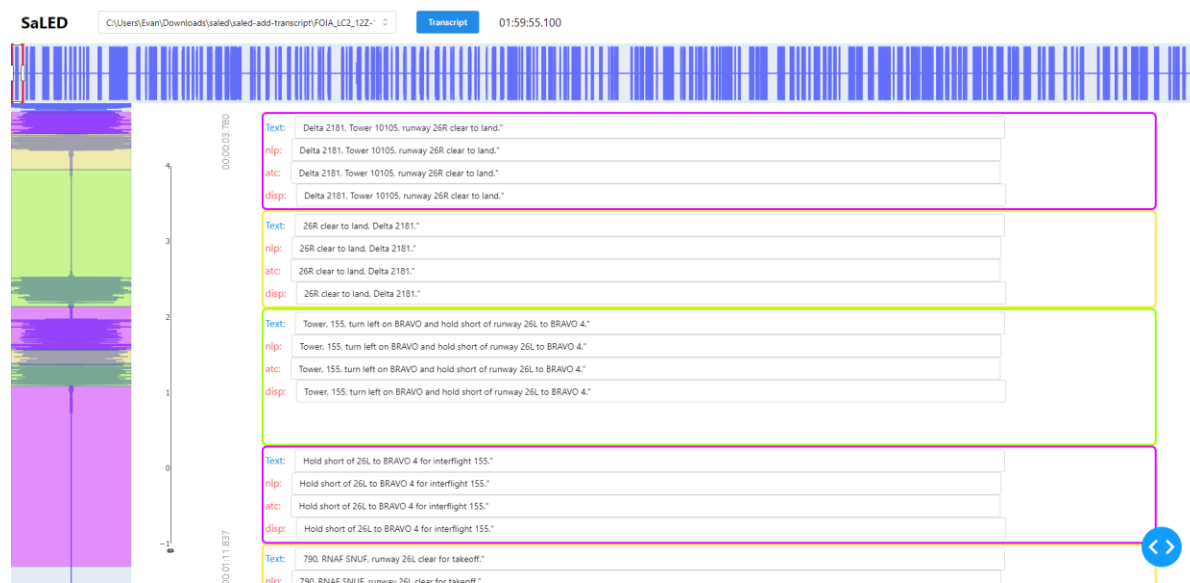 SaLED
C:\Users\Evan\Downloads\saled\saled-add-transcript\FOIA_LC2_12Z-
Transcript
01:59:55.100
00:00:03.780
4
3
2
1
0
−1
0
00:01:11.837
Text: Delta 2181, Tower 10105, runway 26R clear to land."
nlp: Delta 2181, Tower 10105, runway 26R clear to land."
atc: Delta 2181, Tower 10105, runway 26R clear to land."
disp: Delta 2181, Tower 10105, runway 26R clear to land."
Text: 26R clear to land, Delta 2181."
nlp: 26R clear to land, Delta 2181."
atc: 26R clear to land, Delta 2181."
disp: 26R clear to land, Delta 2181."
Text: Tower, 155, turn left on BRAVO and hold short of runway 26L to BRAVO 4."
nlp: Tower, 155, turn left on BRAVO and hold short of runway 26L to BRAVO 4."
atc: Tower, 155, turn left on BRAVO and hold short of runway 26L to BRAVO 4."
disp: Tower, 155, turn left on BRAVO and hold short of runway 26L to BRAVO 4."
Text: Hold short of 26L to BRAVO 4 for interflight 155."
nlp: Hold short of 26L to BRAVO 4 for interflight 155."
atc: Hold short of 26L to BRAVO 4 for interflight 155."
disp: Hold short of 26L to BRAVO 4 for interflight 155."
Text: 790, RNAF SNUF, runway 26L clear for takeoff."
nlp: 790, RNAF SNUF, runway 26L clear for takeoff."